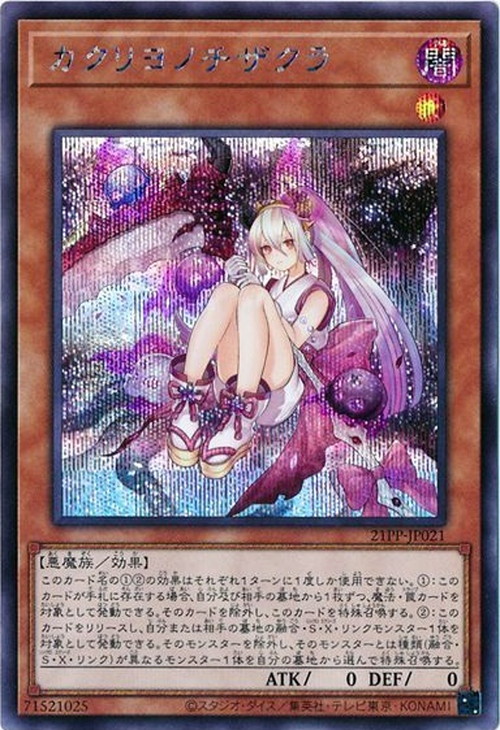 カクリヨノチザクラ
闇
21PP-JP021
【悪魔族／効果】
このカード名の①②の効果はそれぞれ1ターンに1度しか使用できない。①：この
カードが手札に存在する場合、自分及び相手の墓地から1枚ずつ、魔法・罠カードを
対象として発動できる。そのカードを除外し、このカードを特殊召喚する。②：この
カードをリリースし、自分または相手の墓地の融合・S・X・リンクモンスター1体を
対象として発動できる。そのモンスターを除外し、そのモンスターとは種類（融合・
S・X・リンク）が異なるモンスター1体を自分の墓地から選んで特殊召喚する。
ATK/ 0 DEF/ 0
71521025 ©スタジオ・ダイス／集英社・テレビ東京・KONAMI